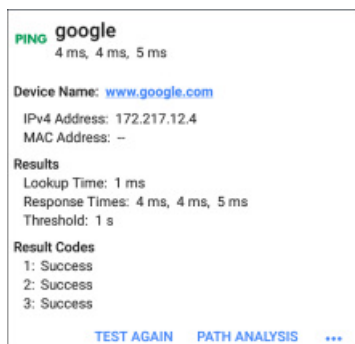 PING google
4 ms, 4 ms, 5 ms
Device Name: www.google.com
IPv4 Address: 172.217.12.4
MAC Address: --
Results
Lookup Time: 1 ms
Response Times: 4 ms, 4 ms, 5 ms
Threshold: 1 s
Result Codes
1: Success
2: Success
3: Success
TEST AGAIN PATH ANALYSIS •••